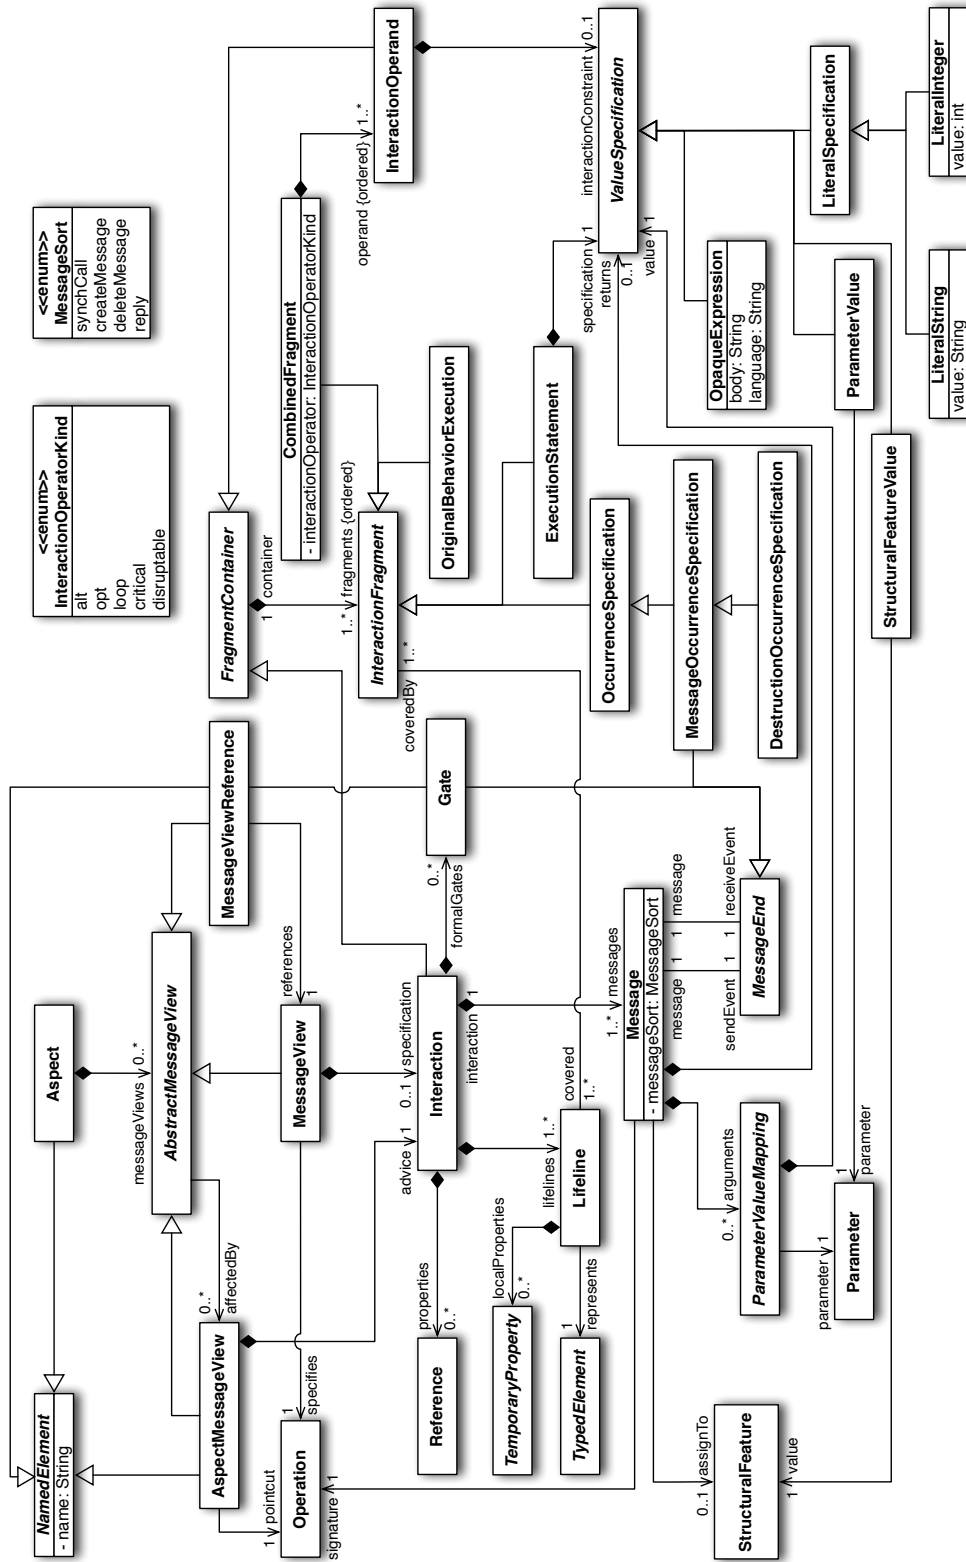 NamedElement
- name: String
Aspect
messageViews
0..*
AspectMessageView
0..*
affectedBy
AbstractMessageView
MessageViewReference
references
1
MessageView
1
pointcut
Operation
signature
1
1
specifies
advice
1
0..1
specification
Interaction
properties
0..*
Reference
formalGates
0..*
Gate
interaction
1
1..*
messages
lifelines
1..*
Lifeline
localProperties
0..*
TemporaryProperty
1
represents
TypedElement
covered
1..*
coveredBy
1..*
<<enum>>
InteractionOperatorKind
alt
opt
loop
critical
disruptable
<<enum>>
MessageSort
synchCall
createMessage
deleteMessage
reply
FragmentContainer
1
container
1..*
fragments {ordered}
InteractionFragment
CombinedFragment
- interactionOperator: InteractionOperatorKind
operand {ordered}
1..*
InteractionOperand
interactionConstraint
0..1
OriginalBehaviorExecution
ExecutionStatement
specification
1
returns
0..1
value
1
ValueSpecification
OccurrenceSpecification
MessageOccurrenceSpecification
DestructionOccurrenceSpecification
Message
- messageSort: MessageSort
message
1
sendEvent
1
message
1
receiveEvent
1
MessageEnd
0..*
arguments
ParameterValueMapping
parameter
1
Parameter
1
parameter
0..1
assignTo
StructuralFeature
1
value
OpaqueExpression
body: String
language: String
ParameterValue
StructuralFeatureValue
LiteralSpecification
LiteralString
value: String
LiteralInteger
value: int